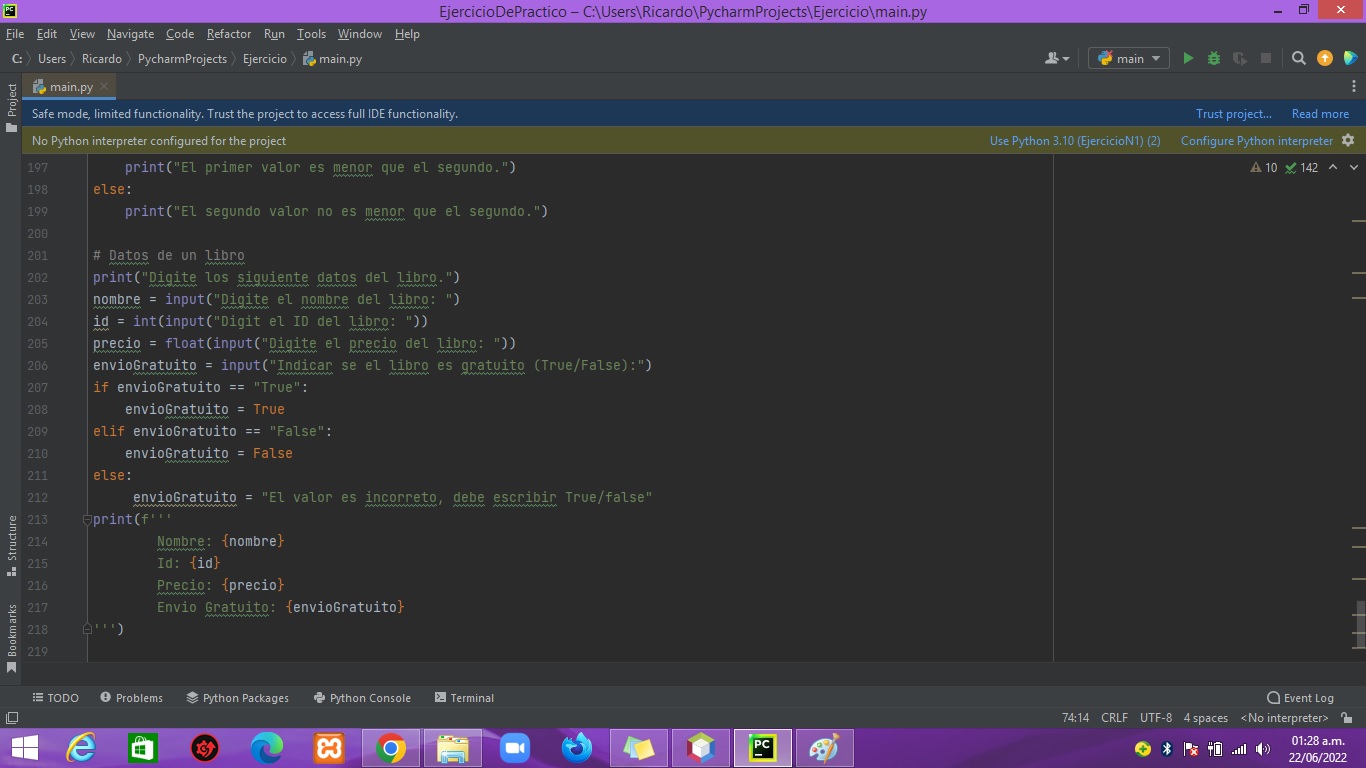 EjercicioDePractico – C:\Users\Ricardo\PycharmProjects\Ejercicio\main.py
File Edit View Navigate Code Refactor Run Tools Window Help
C: Users Ricardo PycharmProjects Ejercicio main.py main
Project
main.py
Safe mode, limited functionality. Trust the project to access full IDE functionality. Trust project... Read more
No Python interpreter configured for the project Use Python 3.10 (EjercicioN1) (2) Configure Python interpreter
10 142
197 print("El primer valor es menor que el segundo.")
198 else:
199 print("El segundo valor no es menor que el segundo.")
200
201 # Datos de un libro
202 print("Digite los siguiente datos del libro.")
203 nombre = input("Digite el nombre del libro: ")
204 id = int(input("Digit el ID del libro: "))
205 precio = float(input("Digite el precio del libro: "))
206 envioGratuito = input("Indicar se el libro es gratuito (True/False):")
207 if envioGratuito == "True":
208 envioGratuito = True
209 elif envioGratuito == "False":
210 envioGratuito = False
211 else:
212 envioGratuito = "El valor es incorreto, debe escribir True/false"
213 print(f'''
214 Nombre: {nombre}
215 Id: {id}
216 Precio: {precio}
217 Envio Gratuito: {envioGratuito}
218 ''')
219
Structure
Bookmarks
TODO Problems Python Packages Python Console Terminal Event Log
74:14 CRLF UTF-8 4 spaces <No interpreter>
PC
01:28 a.m.
22/06/2022